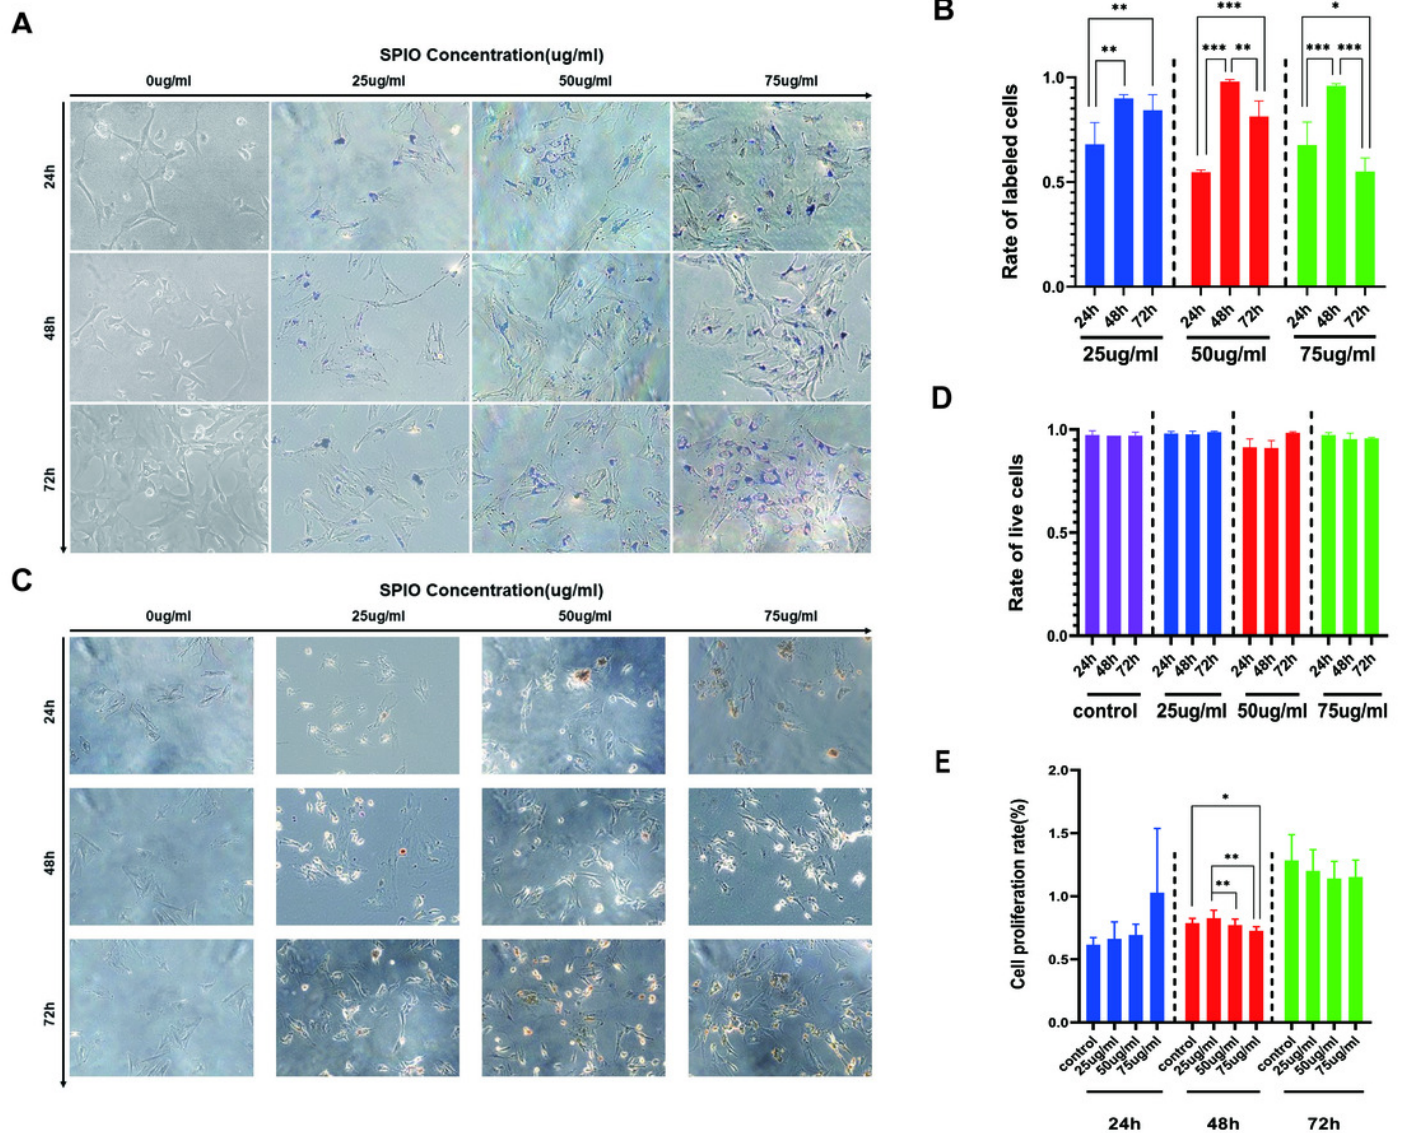 A
SPIO Concentration(ug/ml)
0ug/ml 25ug/ml 50ug/ml 75ug/ml
24h
48h
72h
B
** *** *
** *** ** *** ***
Rate of labeled cells
1.0
0.5
0.0
24h 48h 72h 24h 48h 72h 24h 48h 72h
25ug/ml 50ug/ml 75ug/ml
C
SPIO Concentration(ug/ml)
0ug/ml 25ug/ml 50ug/ml 75ug/ml
24h
48h
72h
D
Rate of live cells
1.0
0.5
0.0
24h 48h 72h 24h 48h 72h 24h 48h 72h 24h 48h 72h
control 25ug/ml 50ug/ml 75ug/ml
E
Cell proliferation rate(%)
2.0
1.5
1.0
0.5
0.0
*
**
**
control 25ug/ml 50ug/ml 75ug/ml control 25ug/ml 50ug/ml 75ug/ml control 25ug/ml 50ug/ml 75ug/ml
24h 48h 72h